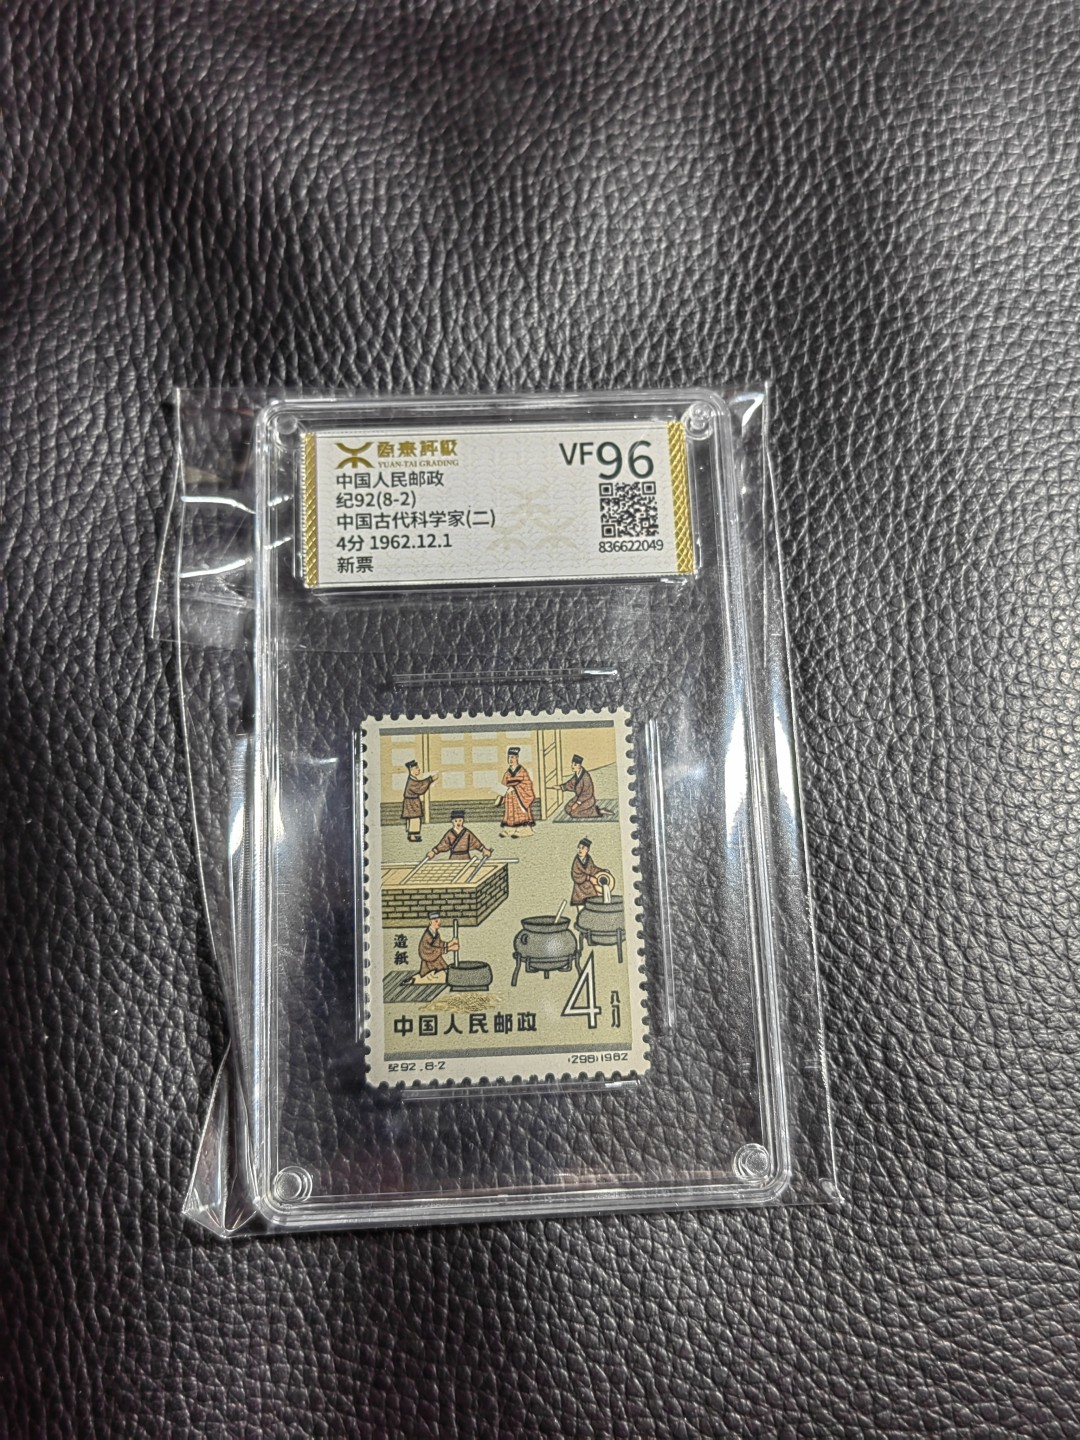 源泰评级
YUAN-TAI GRADING
VF96
中国人民邮政
纪92(8-2)
中国古代科学家(二)
4分 1962.12.1
新票
836622049
造紙
4分
中国人民邮政
纪92.8-2
(296)1962